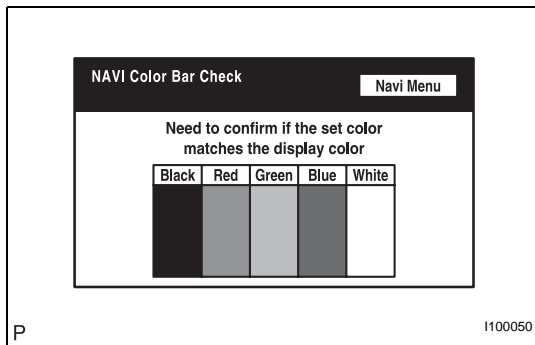 NAVI Color Bar Check
Navi Menu
Need to confirm if the set color
matches the display color
Black Red Green Blue White
P
I100050